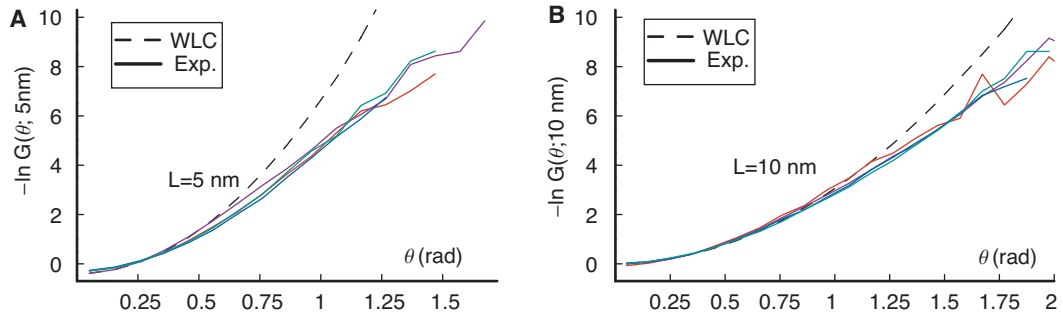 A
−ln G(θ; 5nm)
10
8
6
4
2
0
WLC
Exp.
L=5 nm
θ (rad)
0.25
0.5
0.75
1
1.25
1.5
B
−ln G(θ;10 nm)
10
8
6
4
2
0
WLC
Exp.
L=10 nm
θ (rad)
0.25
0.5
0.75
1
1.25
1.5
1.75
2